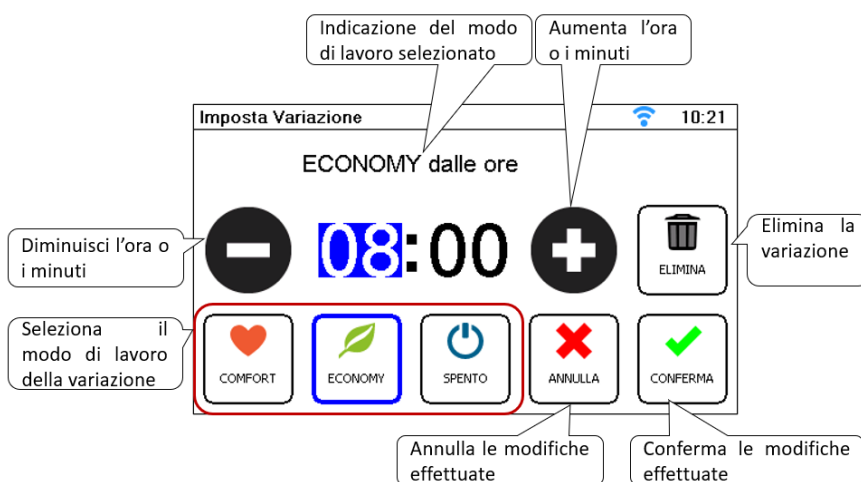 Indicazione del modo
di lavoro selezionato
Aumenta l'ora
o i minuti
Imposta Variazione
10:21
ECONOMY dalle ore
Diminuisci l'ora o
i minuti
08:00
ELIMINA
Elimina la
variazione
Seleziona il
modo di lavoro
della variazione
COMFORT
ECONOMY
SPENTO
ANNULLA
CONFERMA
Annulla le modifiche
effettuate
Conferma le modifiche
effettuate